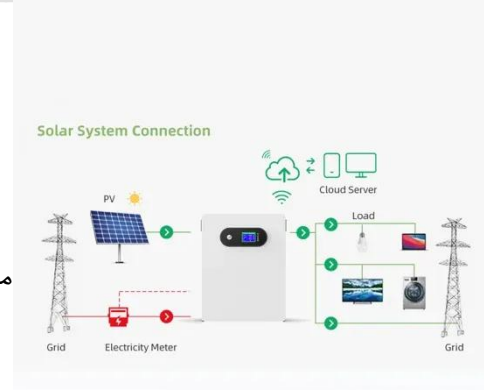 Solar System Connection
Cloud Server
PV
Load
Grid
Electricity Meter
Grid